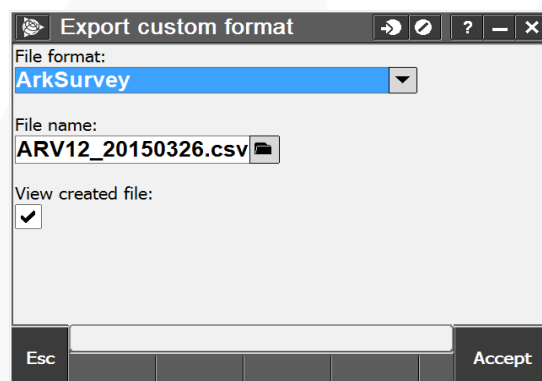 Export custom format
?
File format:
ArkSurvey
File name:
ARV12_20150326.csv
View created file:
Esc
Accept